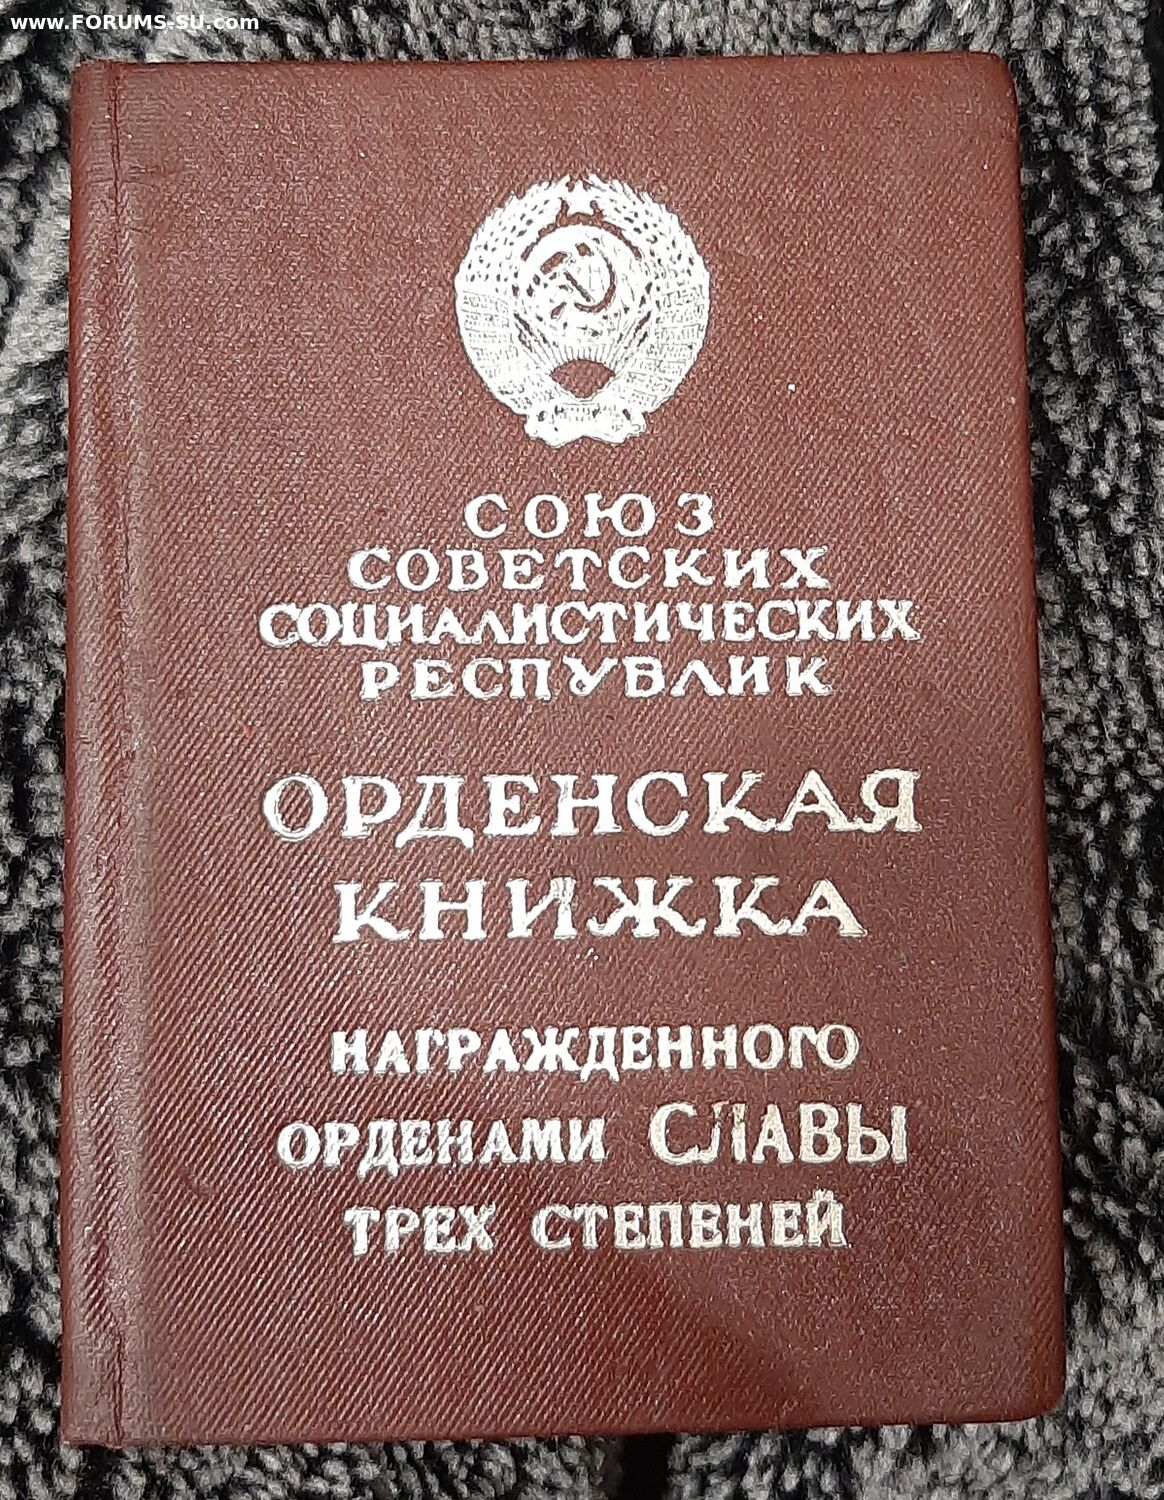 www.FORUMS-SU.com
СОЮЗ
СОВЕТСКИХ
СОЦИАЛИСТИЧЕСКИХ
РЕСПУБЛИК
ОРДЕНСКАЯ
КНИЖКА
НАГРАЖДЕННОГО
ОРДЕНАМИ СЛАВЫ
ТРЕХ СТЕПЕНЕЙ